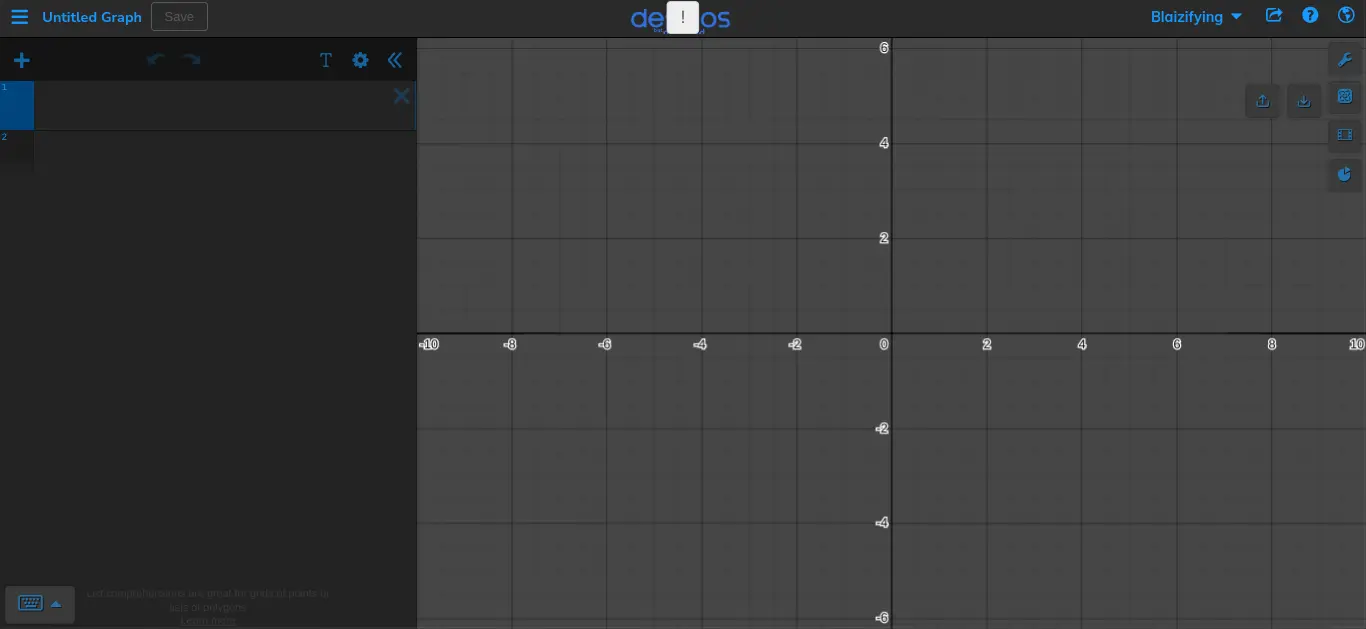 Untitled Graph
Save
de ! os
Blaizifying
1
2
List comprehensions are great for grids of points or
lists of polygons.
Learn more
6
4
2
-10 -8 -6 -4 -2 0 2 4 6 8 10
-2
-4
-6